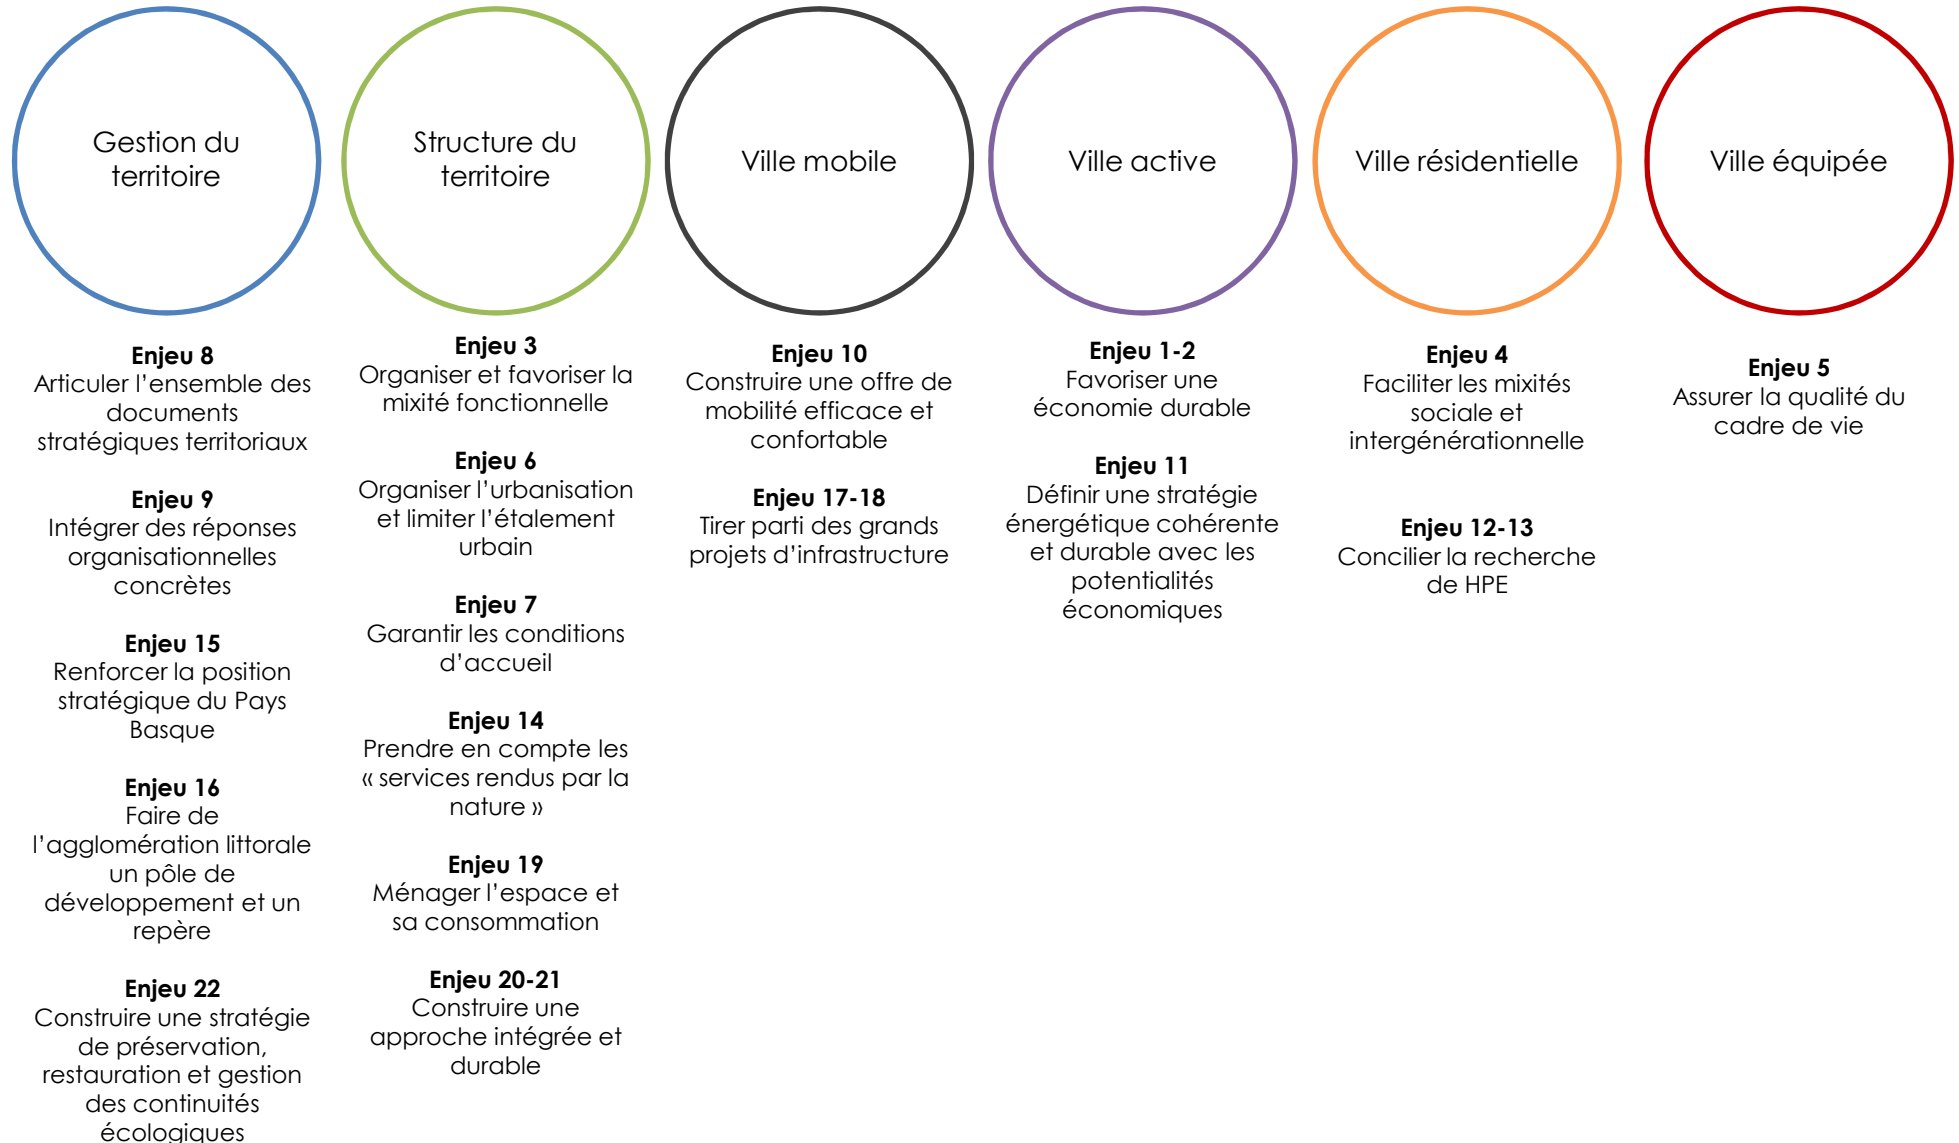 Gestion du
territoire
Structure du
territoire
Ville mobile
Ville active
Ville résidentielle
Ville équipée
Enjeu 8
Articuler l’ensemble des
documents
stratégiques territoriaux
Enjeu 9
Intégrer des réponses
organisationnelles
concrètes
Enjeu 15
Renforcer la position
stratégique du Pays
Basque
Enjeu 16
Faire de
l’agglomération littorale
un pôle de
développement et un
repère
Enjeu 22
Construire une stratégie
de préservation,
restauration et gestion
des continuités
écologiques
Enjeu 3
Organiser et favoriser la
mixité fonctionnelle
Enjeu 6
Organiser l’urbanisation
et limiter l’étalement
urbain
Enjeu 7
Garantir les conditions
d’accueil
Enjeu 14
Prendre en compte les
« services rendus par la
nature »
Enjeu 19
Ménager l’espace et
sa consommation
Enjeu 20-21
Construire une
approche intégrée et
durable
Enjeu 10
Construire une offre de
mobilité efficace et
confortable
Enjeu 17-18
Tirer parti des grands
projets d’infrastructure
Enjeu 1-2
Favoriser une
économie durable
Enjeu 11
Définir une stratégie
énergétique cohérente
et durable avec les
potentialités
économiques
Enjeu 4
Faciliter les mixités
sociale et
intergénérationnelle
Enjeu 12-13
Concilier la recherche
de HPE
Enjeu 5
Assurer la qualité du
cadre de vie